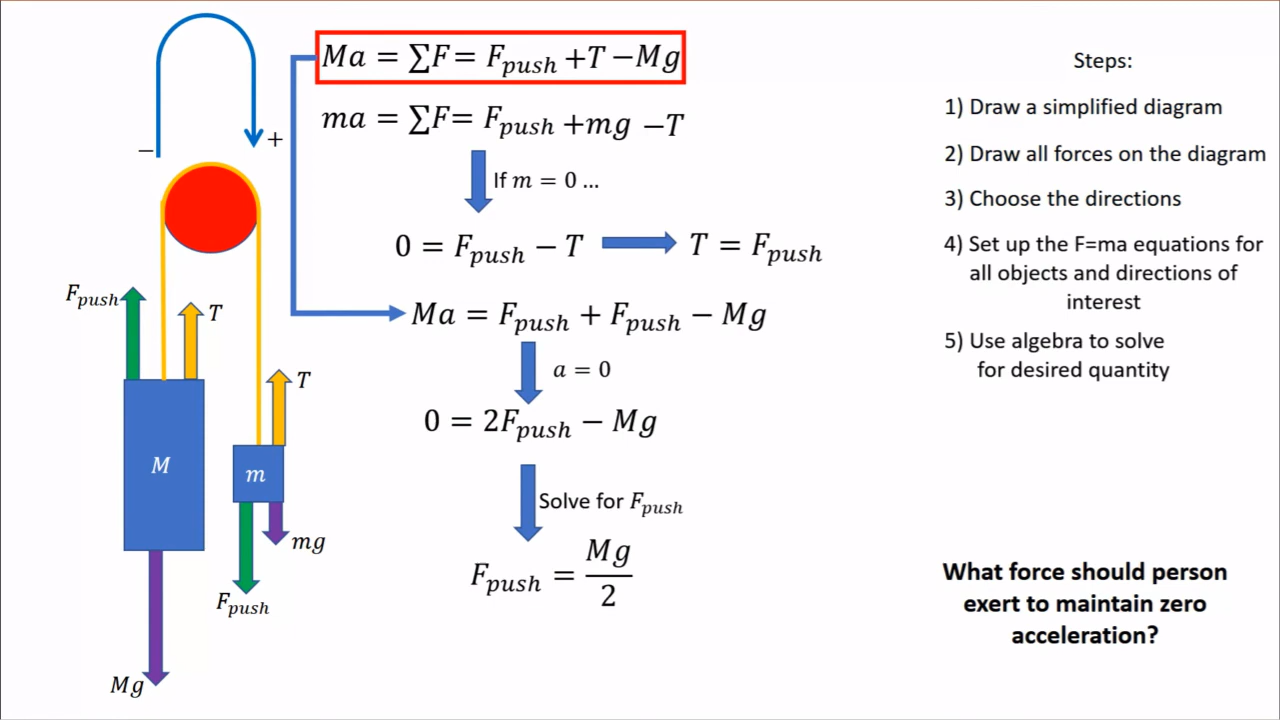 Ma = ∑F= F_push +T −Mg
ma = ∑F= F_push +mg −T
If m = 0 ...
0 = F_push − T
T = F_push
Ma = F_push + F_push − Mg
a = 0
0 = 2F_push − Mg
Solve for F_push
F_push = Mg/2
−
+
F_push
T
T
M
m
mg
F_push
Mg
Steps:
1) Draw a simplified diagram
2) Draw all forces on the diagram
3) Choose the directions
4) Set up the F=ma equations for
all objects and directions of
interest
5) Use algebra to solve
for desired quantity
What force should person
exert to maintain zero
acceleration?